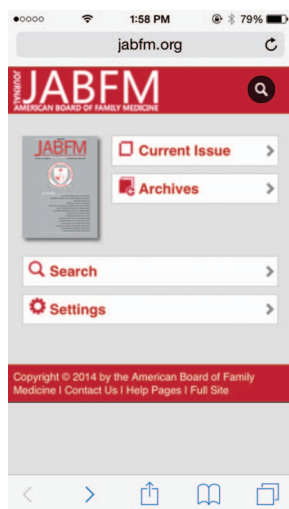 1:58 PM
79%
jabfm.org
JOURNAL
JABFM
AMERICAN BOARD OF FAMILY MEDICINE
JABFM
Current Issue
Archives
Search
Settings
Copyright © 2014 by the American Board of Family
Medicine | Contact Us | Help Pages | Full Site